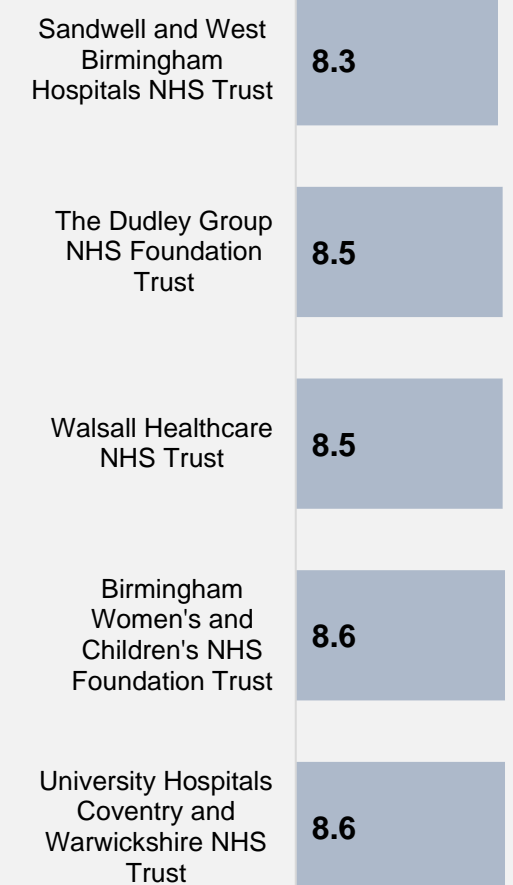 Sandwell and West
Birmingham
Hospitals NHS Trust
8.3
The Dudley Group
NHS Foundation
Trust
8.5
Walsall Healthcare
NHS Trust
8.5
Birmingham
Women's and
Children's NHS
Foundation Trust
8.6
University Hospitals
Coventry and
Warwickshire NHS
Trust
8.6